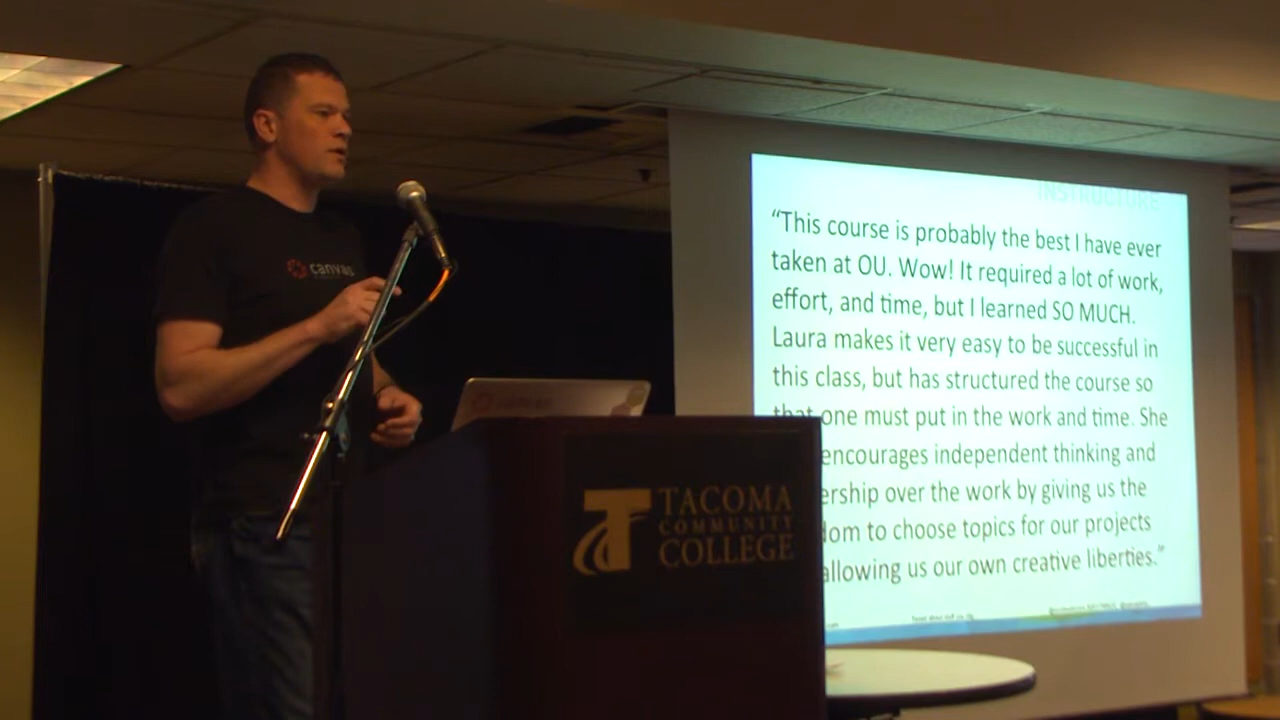 canvas
INSTRUCTURE
“This course is probably the best I have ever
taken at OU. Wow! It required a lot of work,
effort, and time, but I learned SO MUCH.
Laura makes it very easy to be successful in
this class, but has structured the course so
that one must put in the work and time. She
encourages independent thinking and
ership over the work by giving us the
dom to choose topics for our projects
allowing us our own creative liberties.”
TACOMA
COMMUNITY
COLLEGE